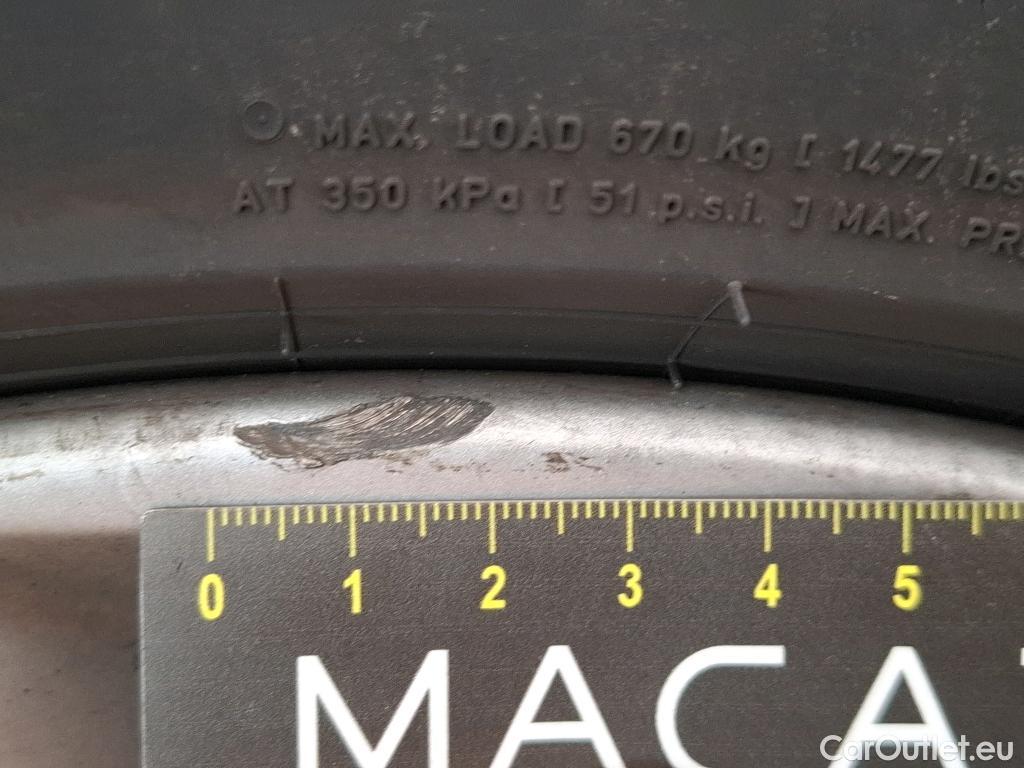 MAX. LOAD 670 kg [ 1477 lbs
AT 350 kPa [ 51 p.s.i. ] MAX. PR
0 1 2 3 4 5
MACA
CarOutlet.eu